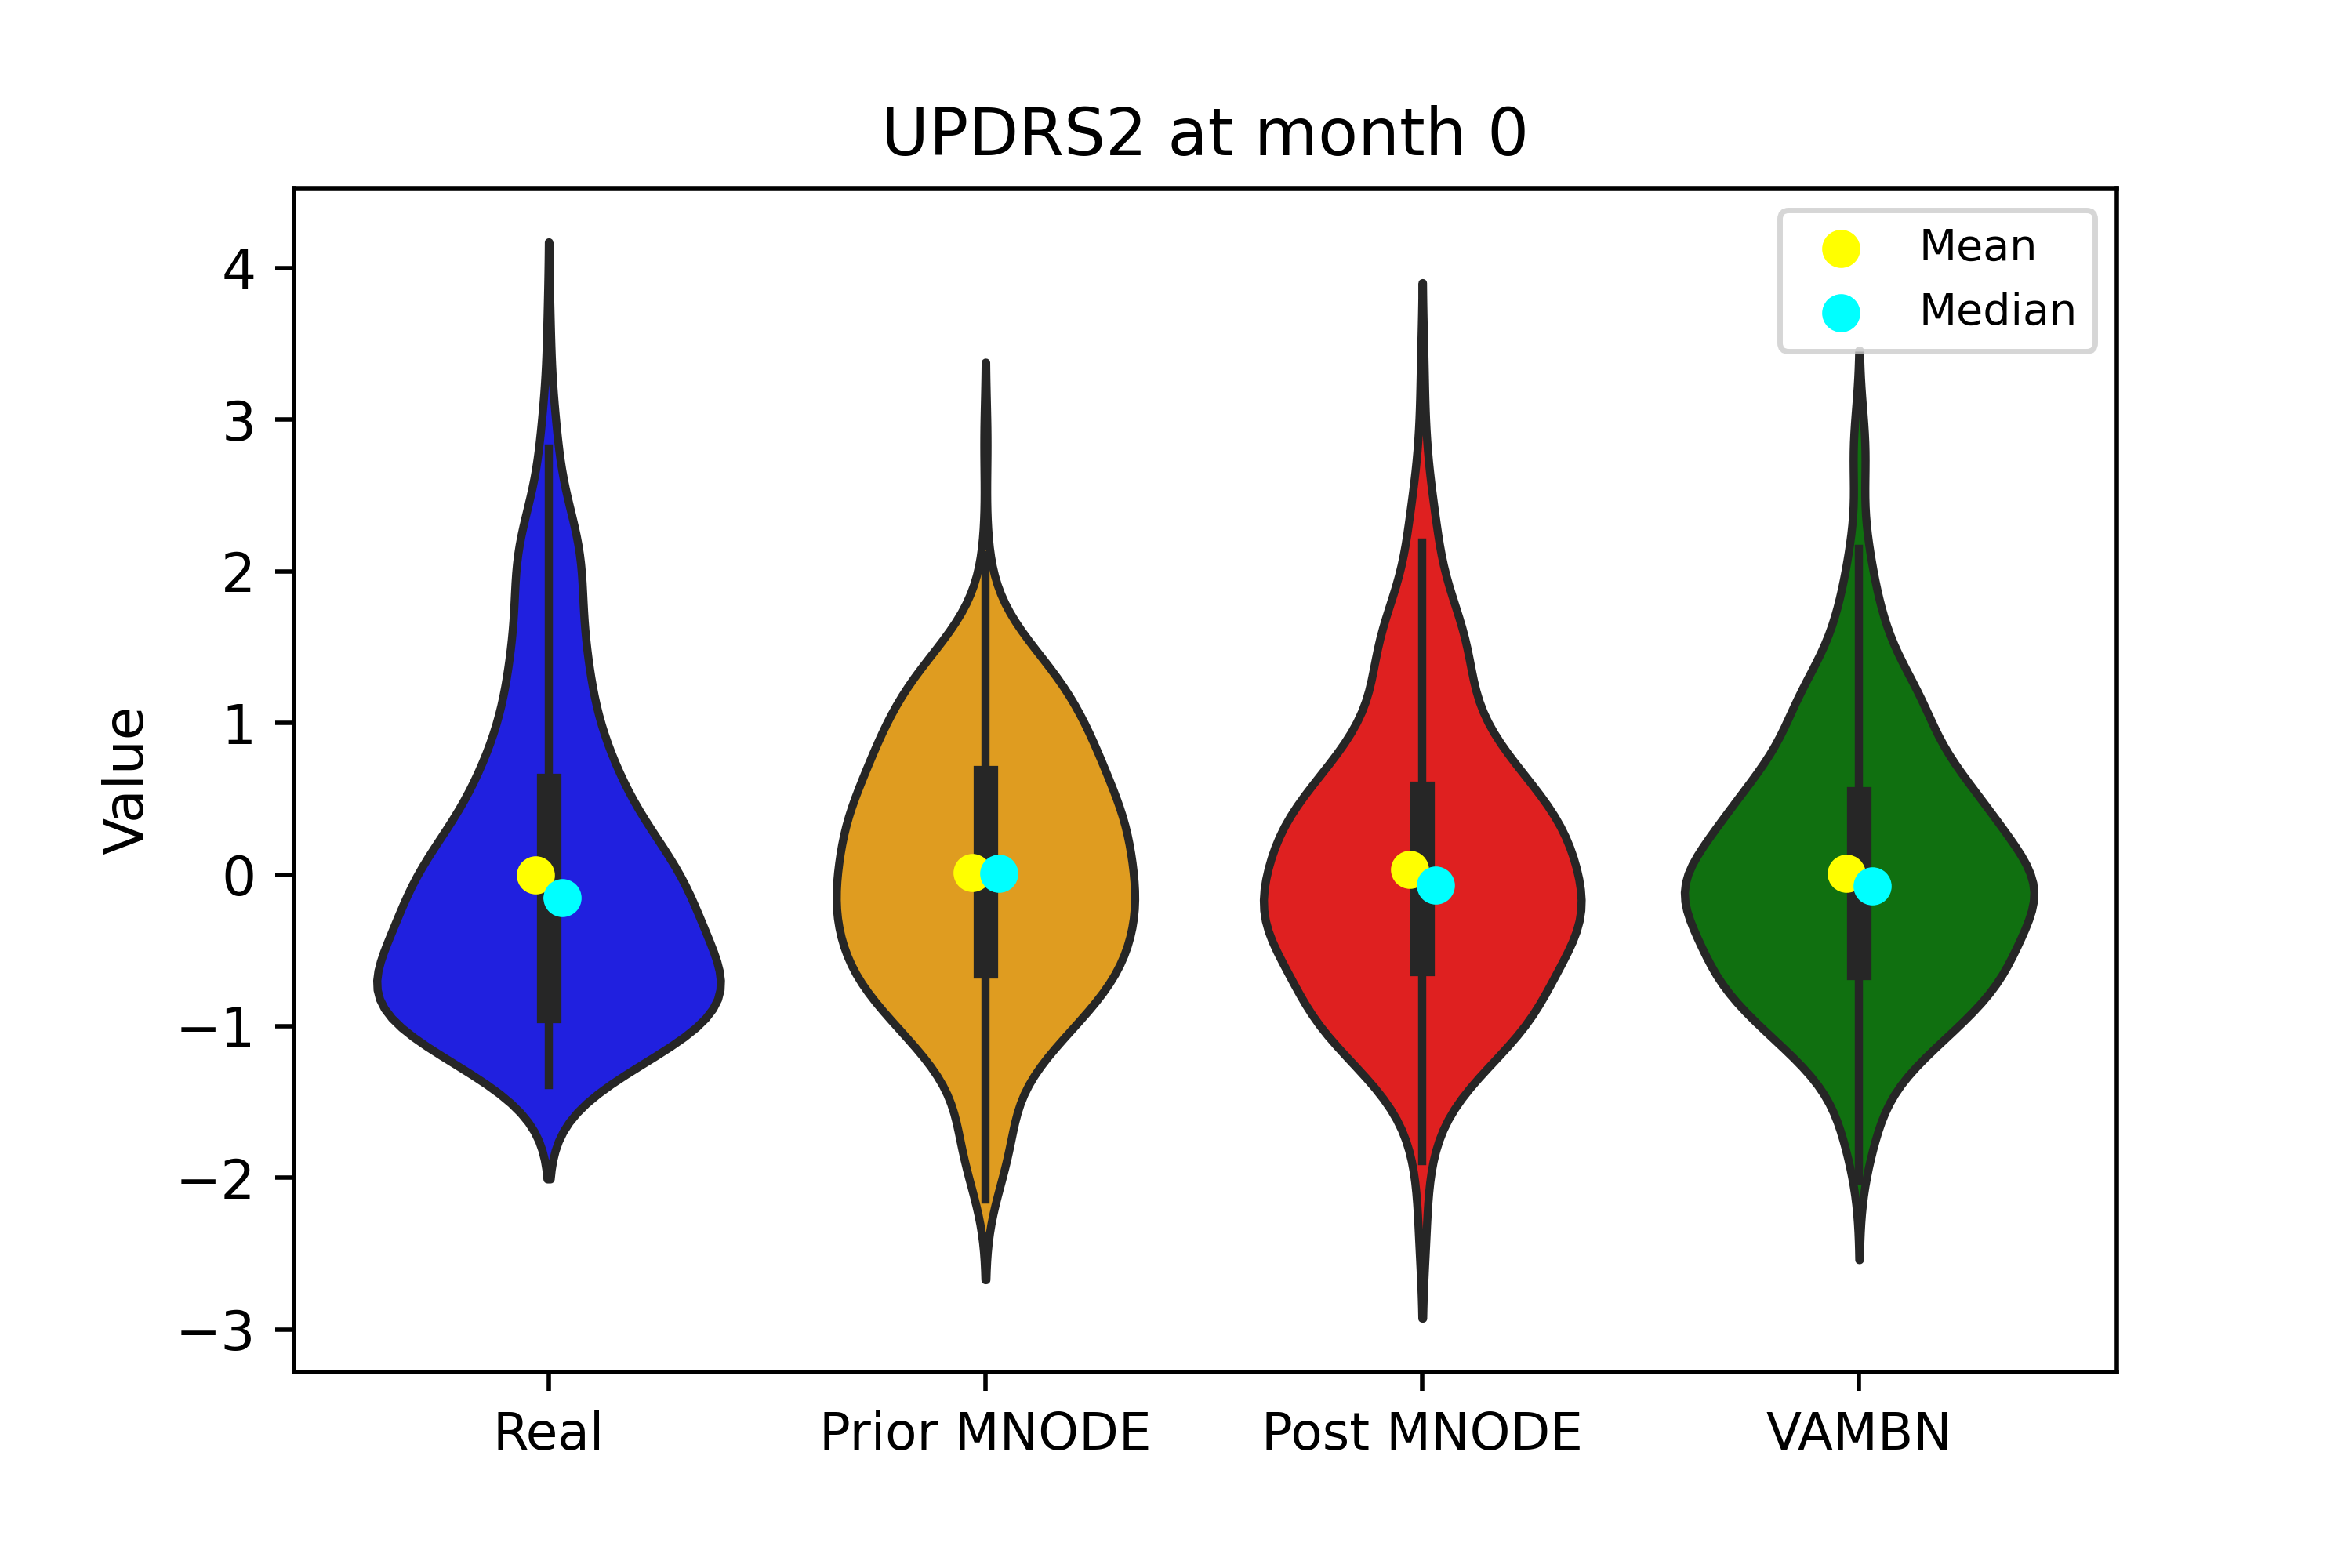 UPDRS2 at month 0
Mean
Median
Value
4
3
2
1
0
−1
−2
−3
Real
Prior MNODE
Post MNODE
VAMBN